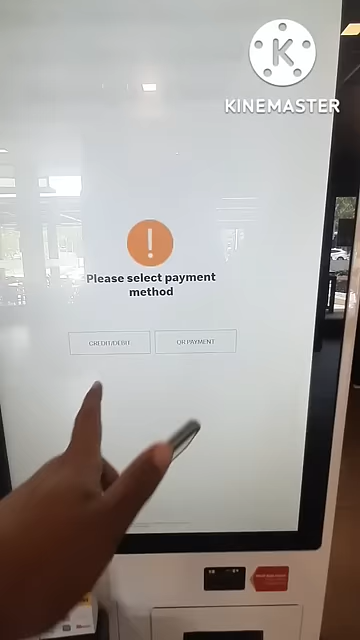 KINEMASTER
Please select payment
method
CREDIT/DEBIT
QR PAYMENT